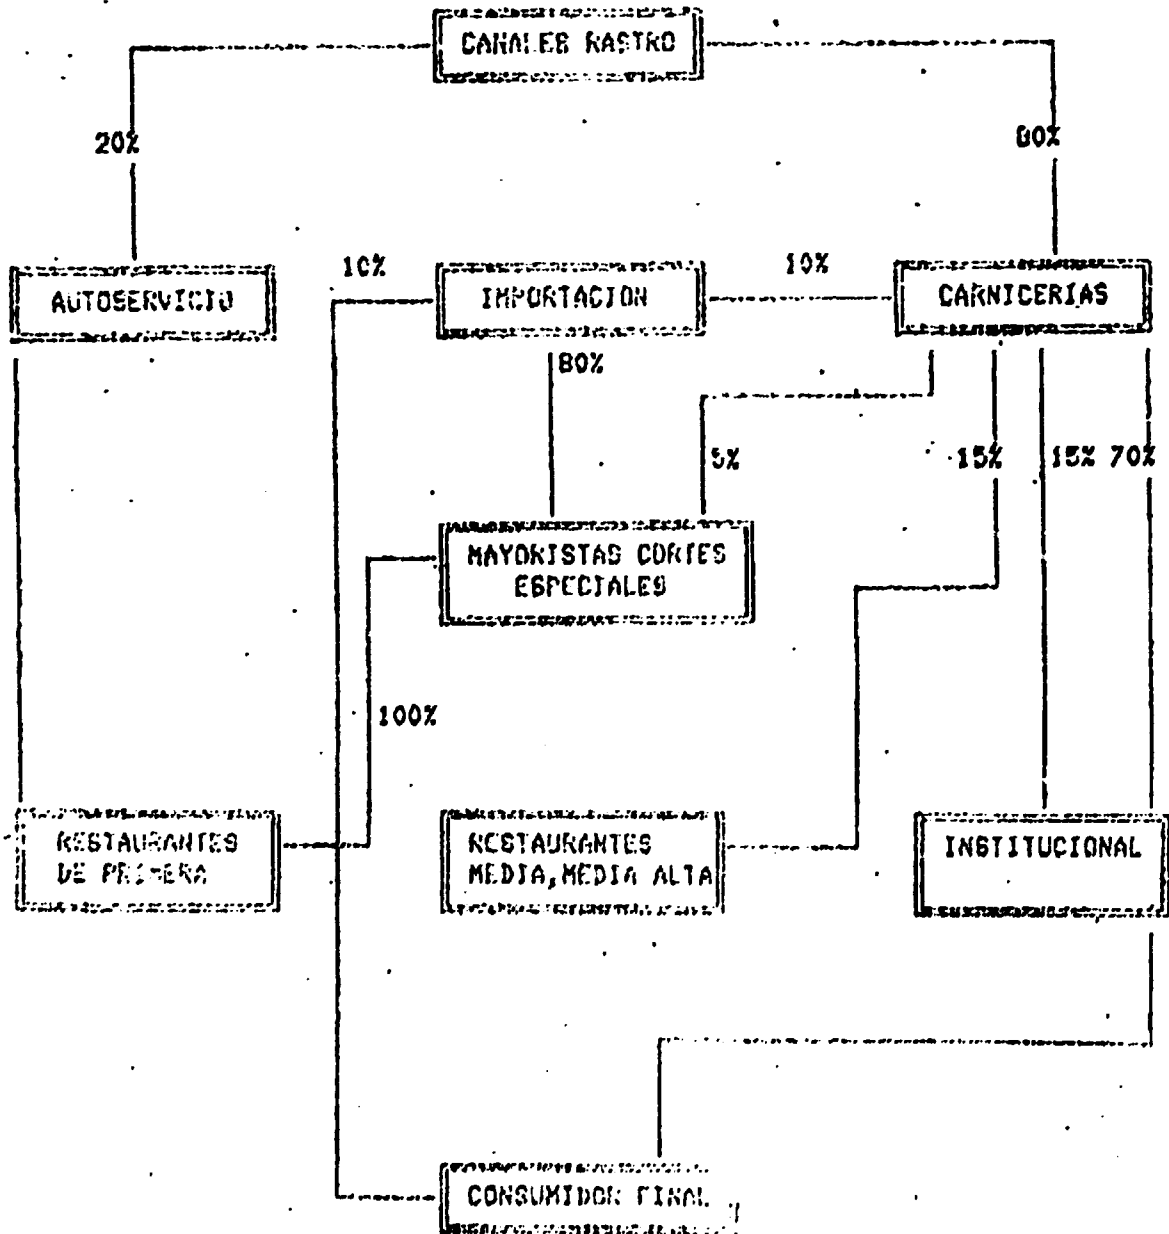 CANALES RASTRO
20%
80%
AUTOSERVICIO
10%
IMPORTACION
10%
CARNICERIAS
80%
5%
15%
15%
70%
MAYORISTAS CORTES
ESPECIALES
100%
RESTAURANTES
DE PRIMERA
RESTAURANTES
MEDIA, MEDIA ALTA
INSTITUCIONAL
CONSUMIDOR FINAL